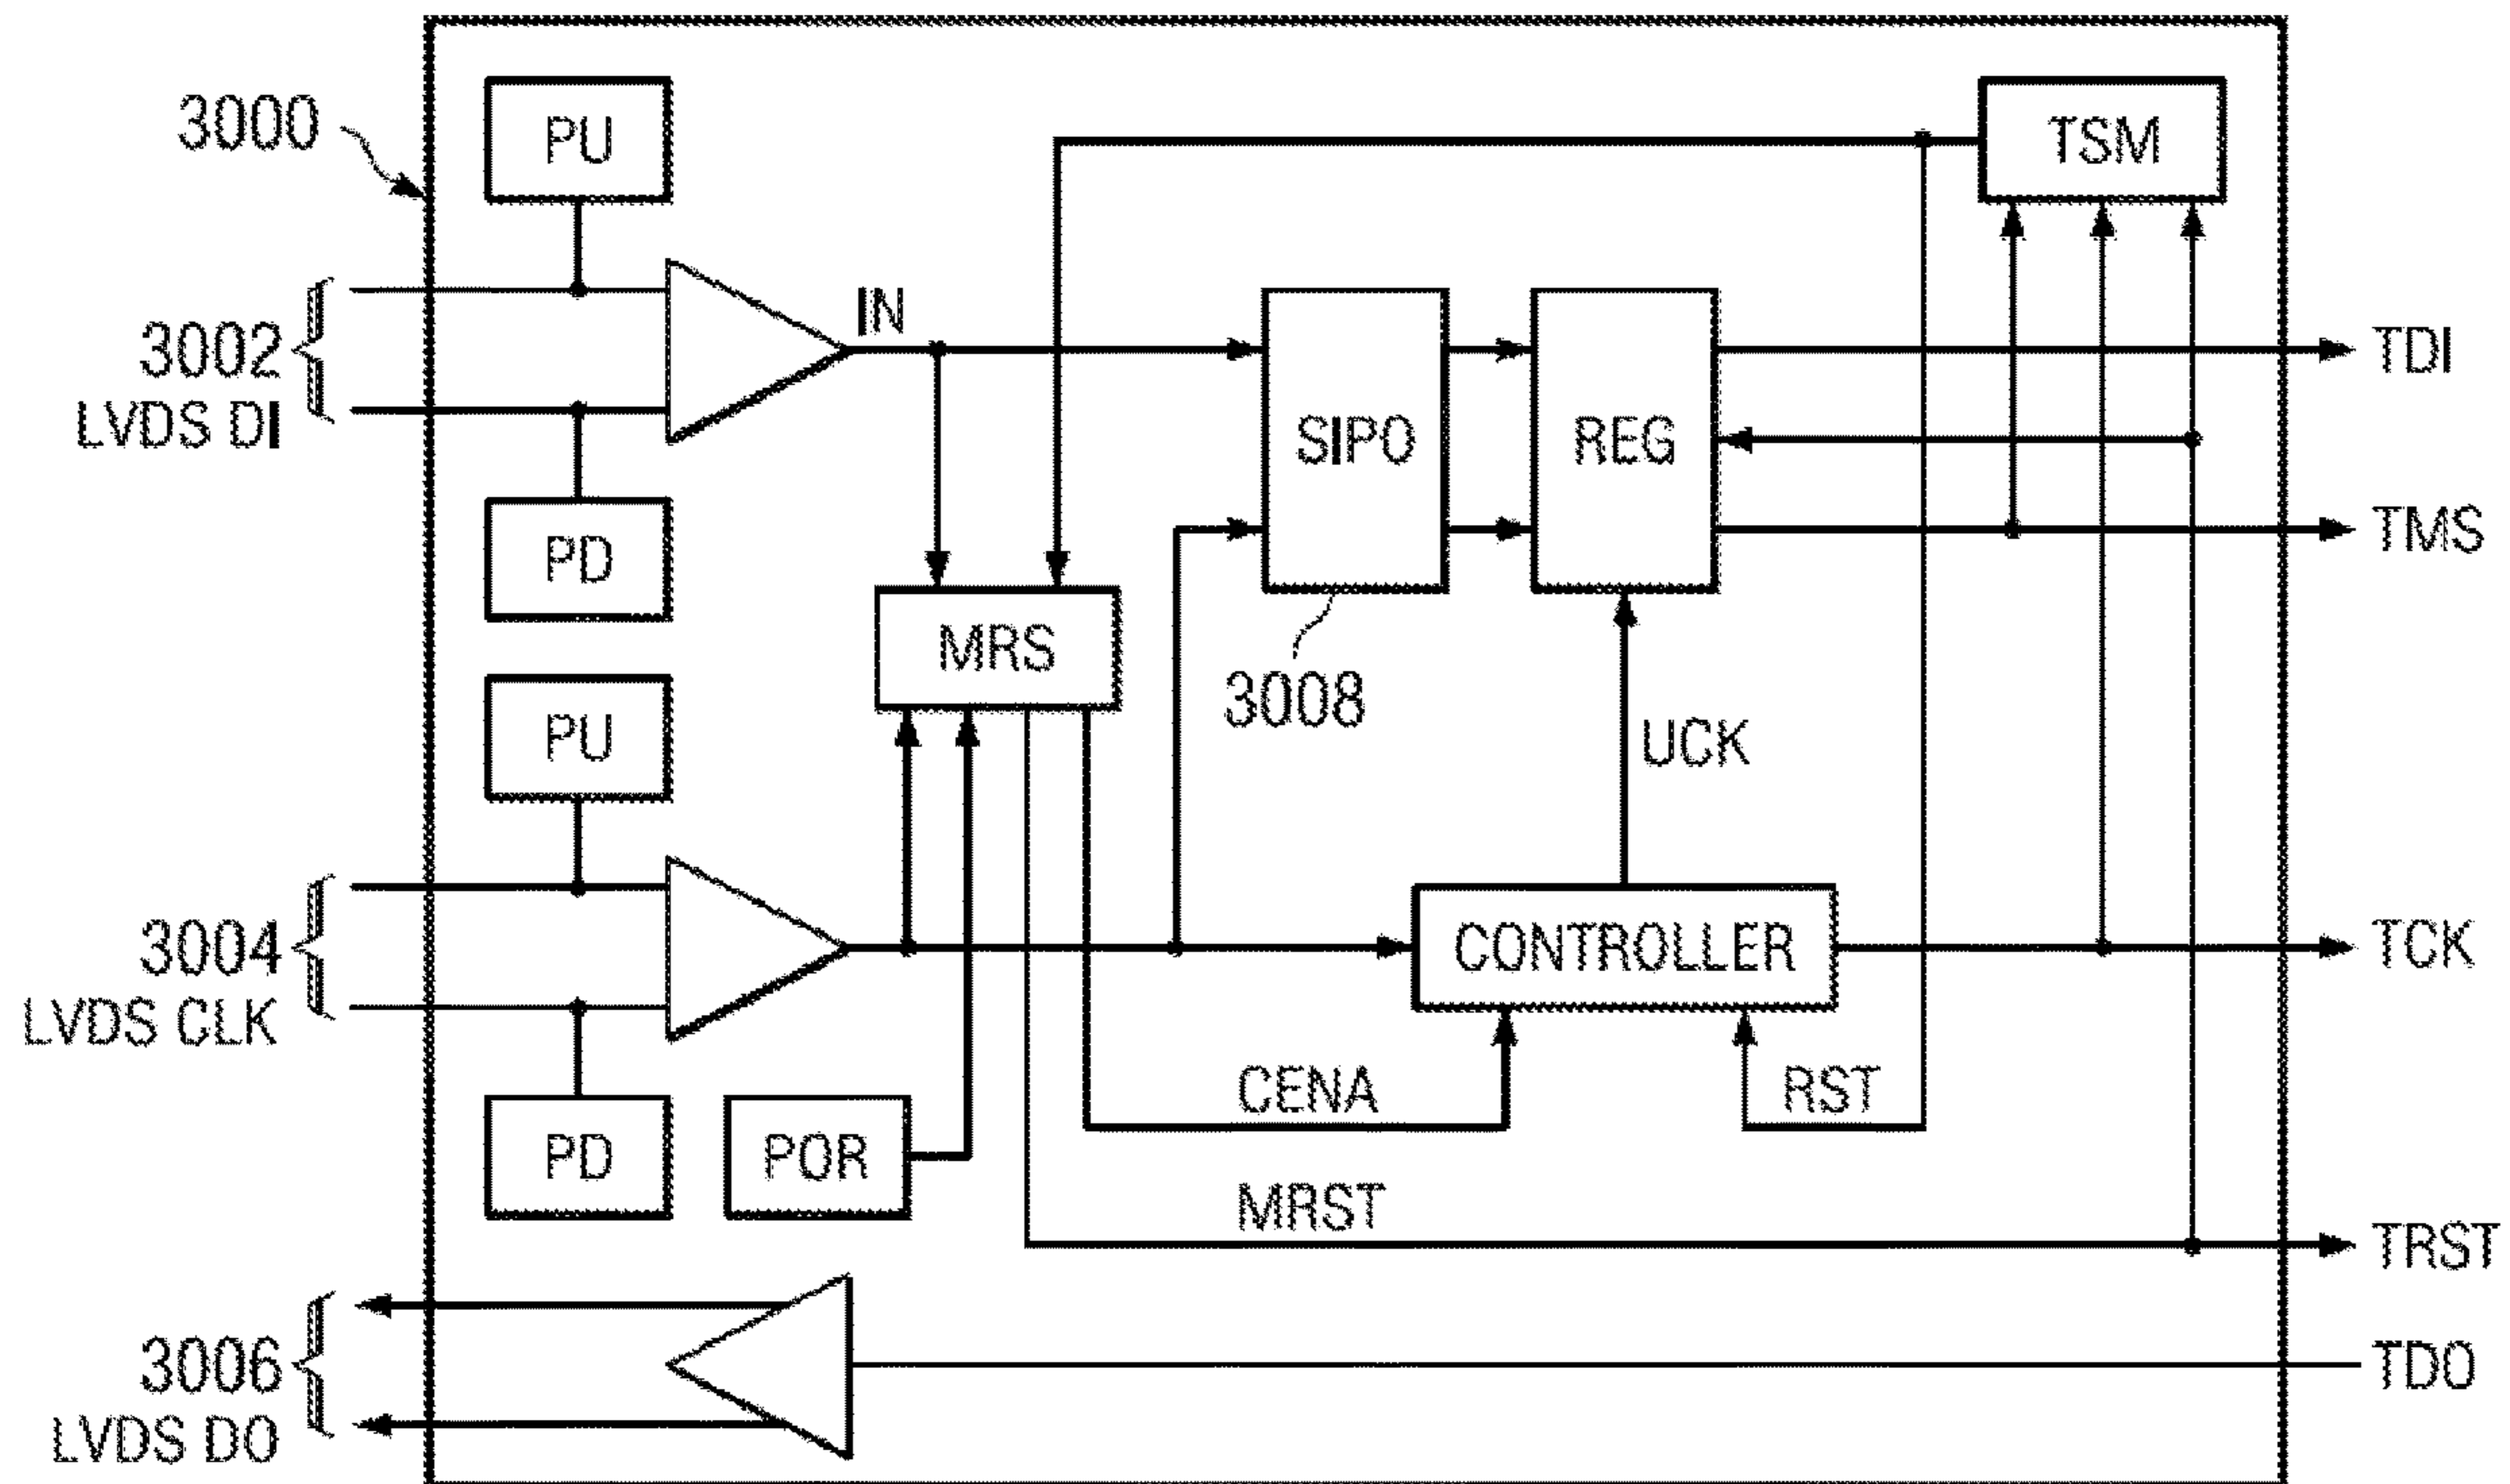 3000
PU
TSM
IN
3002
LVDS DI
TDI
SIPO
REG
TMS
PD
MRS
3008
PU
UCK
3004
LVDS CLK
CONTROLLER
TCK
CENA
RST
PD
POR
MRST
TRST
3006
LVDS DO
TDO